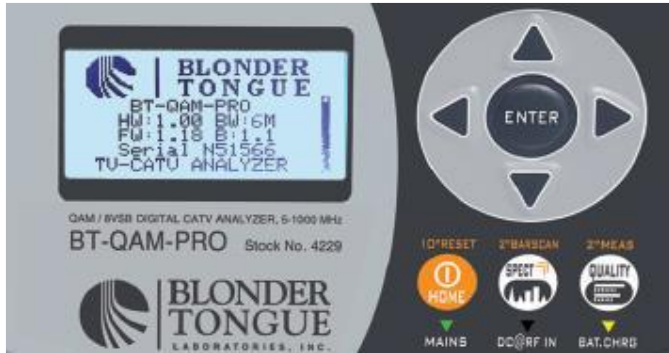 BLONDER
TONGUE
BT-QAM-PRO
HW:1.00 BW:6M
FW:1.18 B:1.1
Serial N51566
TV-CATV ANALYZER
QAM / 8VSB DIGITAL CATV ANALYZER, 5-1000 MHz
BT-QAM-PRO Stock No. 4229
BLONDER
TONGUE
LABORATORIES, INC.
ENTER
10"RESET
2"BARSCAN
2"MEAS
HOME
SPECT
QUALITY
MAINS
DC@RF IN
BAT.CHRG